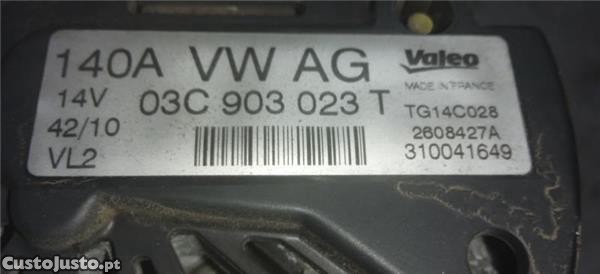 140A VW AG
14V 03C 903 023 T
42/10
VL2
Valeo
MADE IN FRANCE
TG14C028
2608427A
310041649
CustoJusto.pt